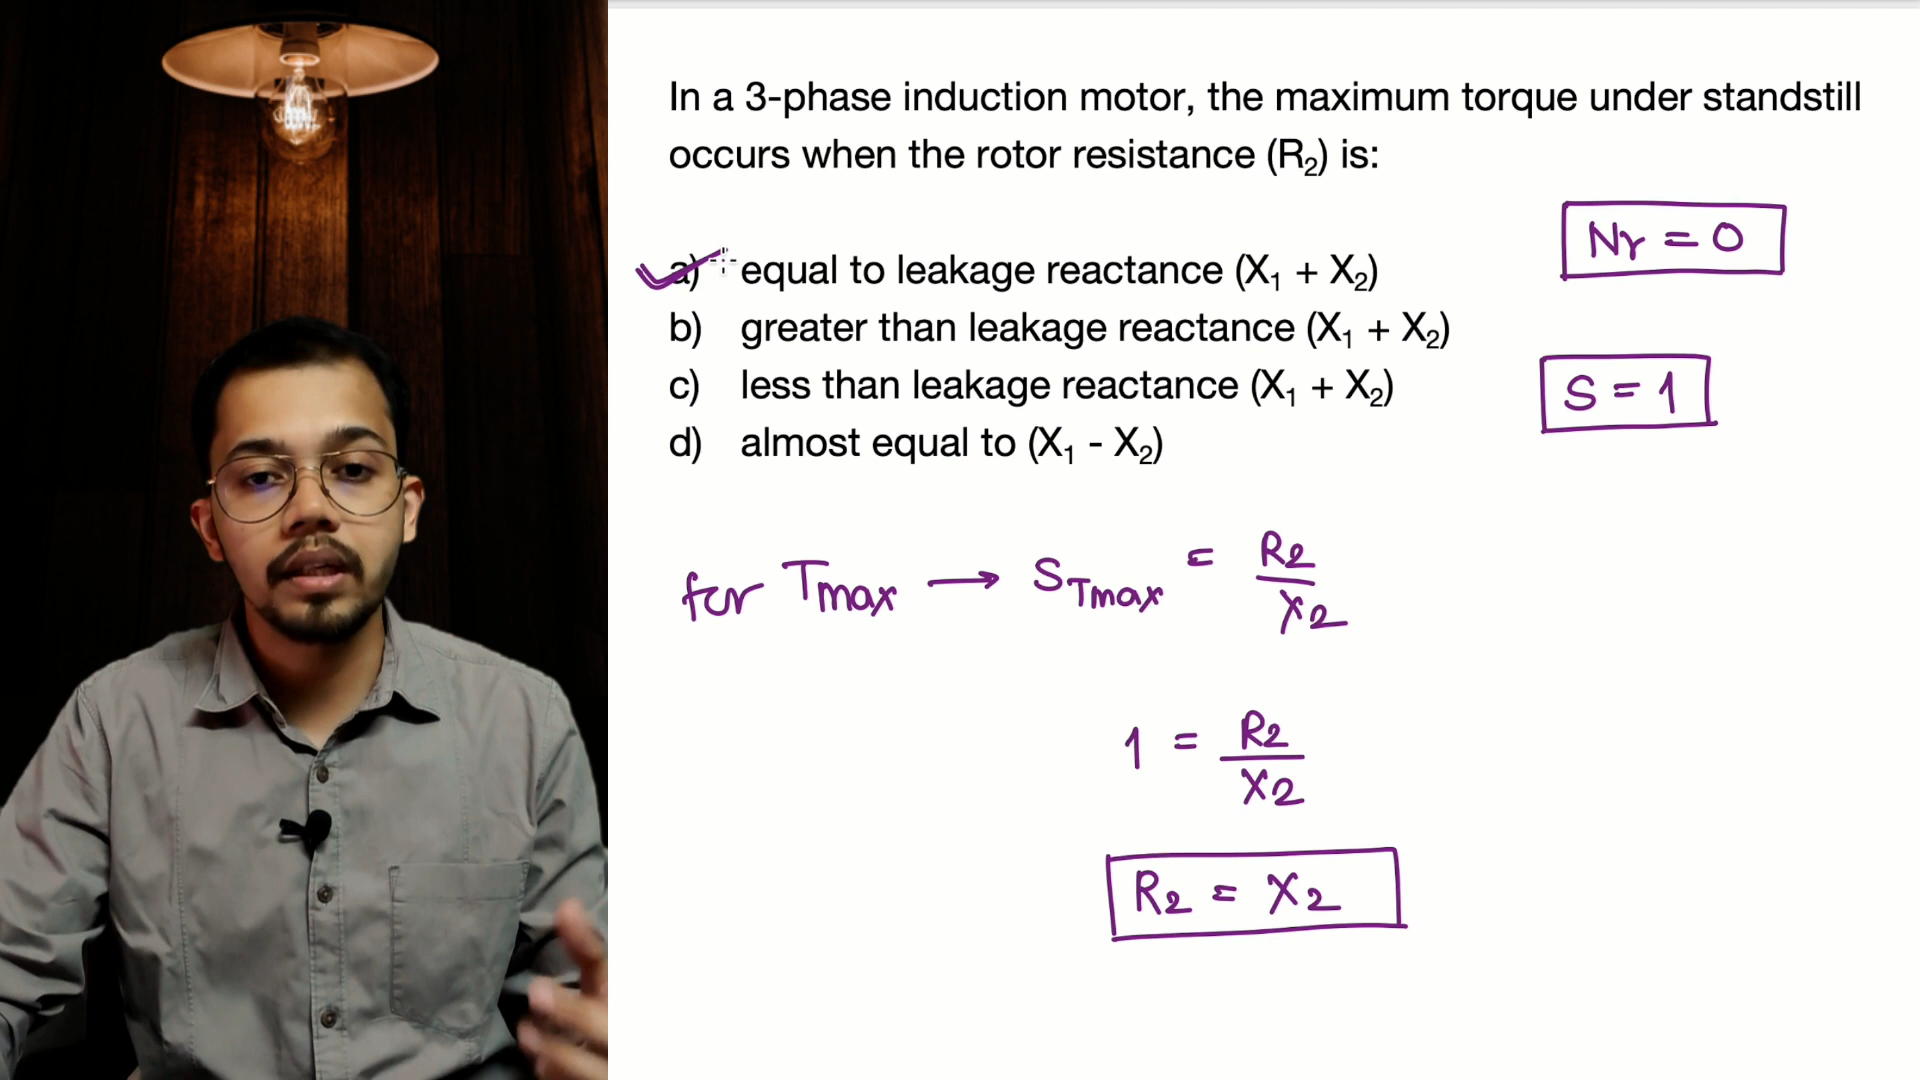 In a 3-phase induction motor, the maximum torque under standstill
occurs when the rotor resistance (R₂) is:
Nr = 0
a) equal to leakage reactance (X₁ + X₂)
b) greater than leakage reactance (X₁ + X₂)
c) less than leakage reactance (X₁ + X₂)
S = 1
d) almost equal to (X₁ - X₂)
for Tmax → STmax = R2/X2
1 = R2/X2
R2 = X2